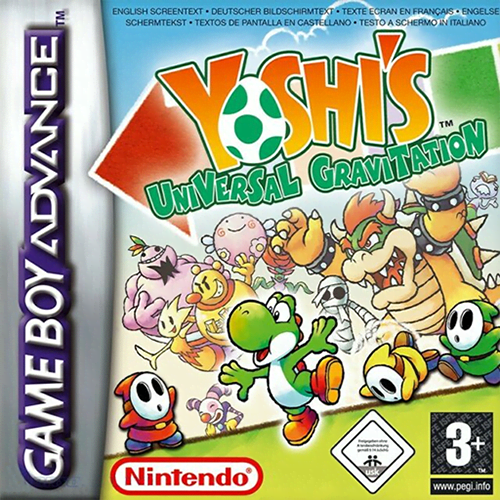 ENGLISH SCREENTEXT • DEUTSCHER BILDSCHIRMTEXT • TEXTE ECRAN EN FRANÇAIS • ENGELSE
SCHERMTEKST • TEXTOS DE PANTALLA EN CASTELLANO • TESTO A SCHERMO IN ITALIANO
GAME BOY ADVANCE
TM
YOSHI'S
TM
UNIVERSAL GRAVITATION
Nintendo
usk
3+
www.pegi.info